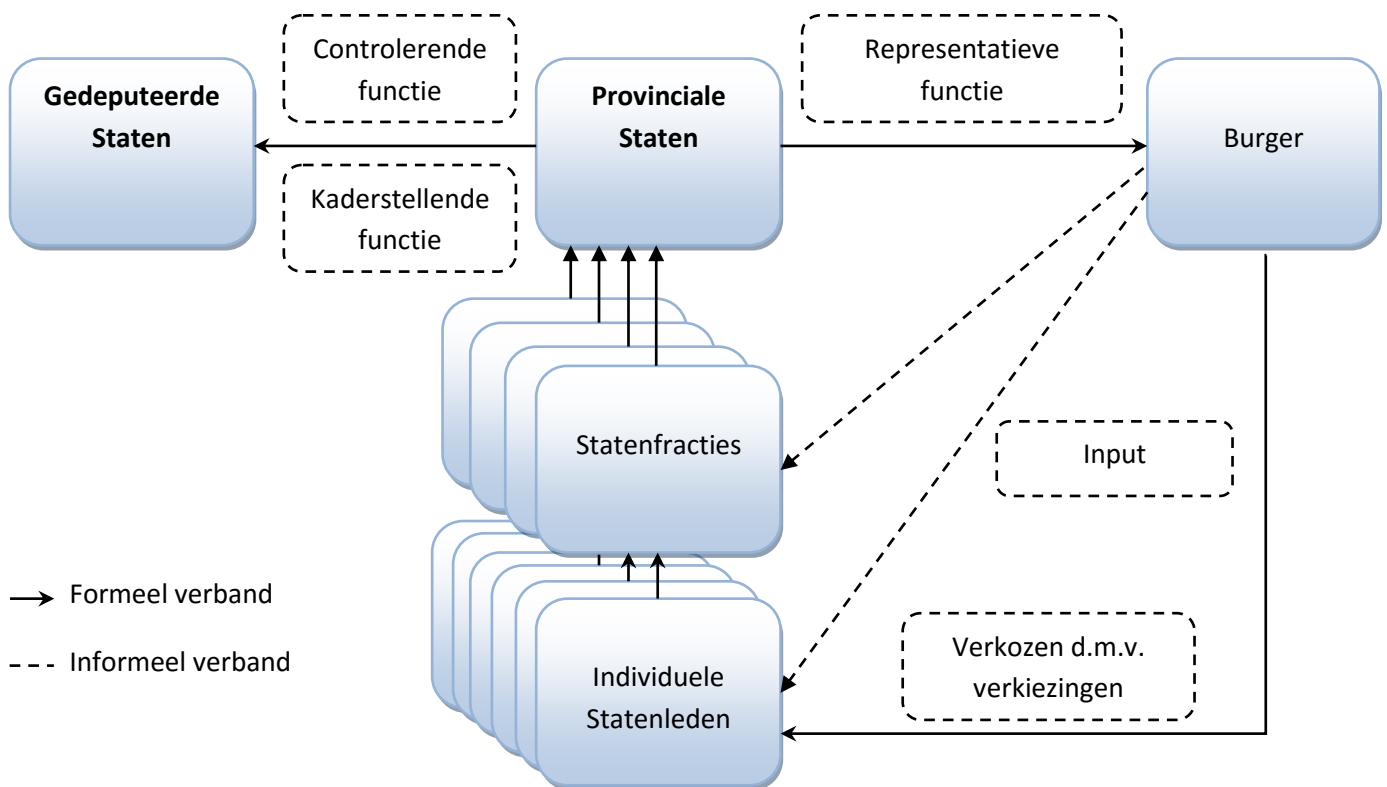 Controlerende
functie
Representatieve
functie
Gedeputeerde
Staten
Provinciale
Staten
Burger
Kaderstellende
functie
Statenfracties
Input
Formeel verband
Informeel verband
Individuele
Statenleden
Verkozen d.m.v.
verkiezingen